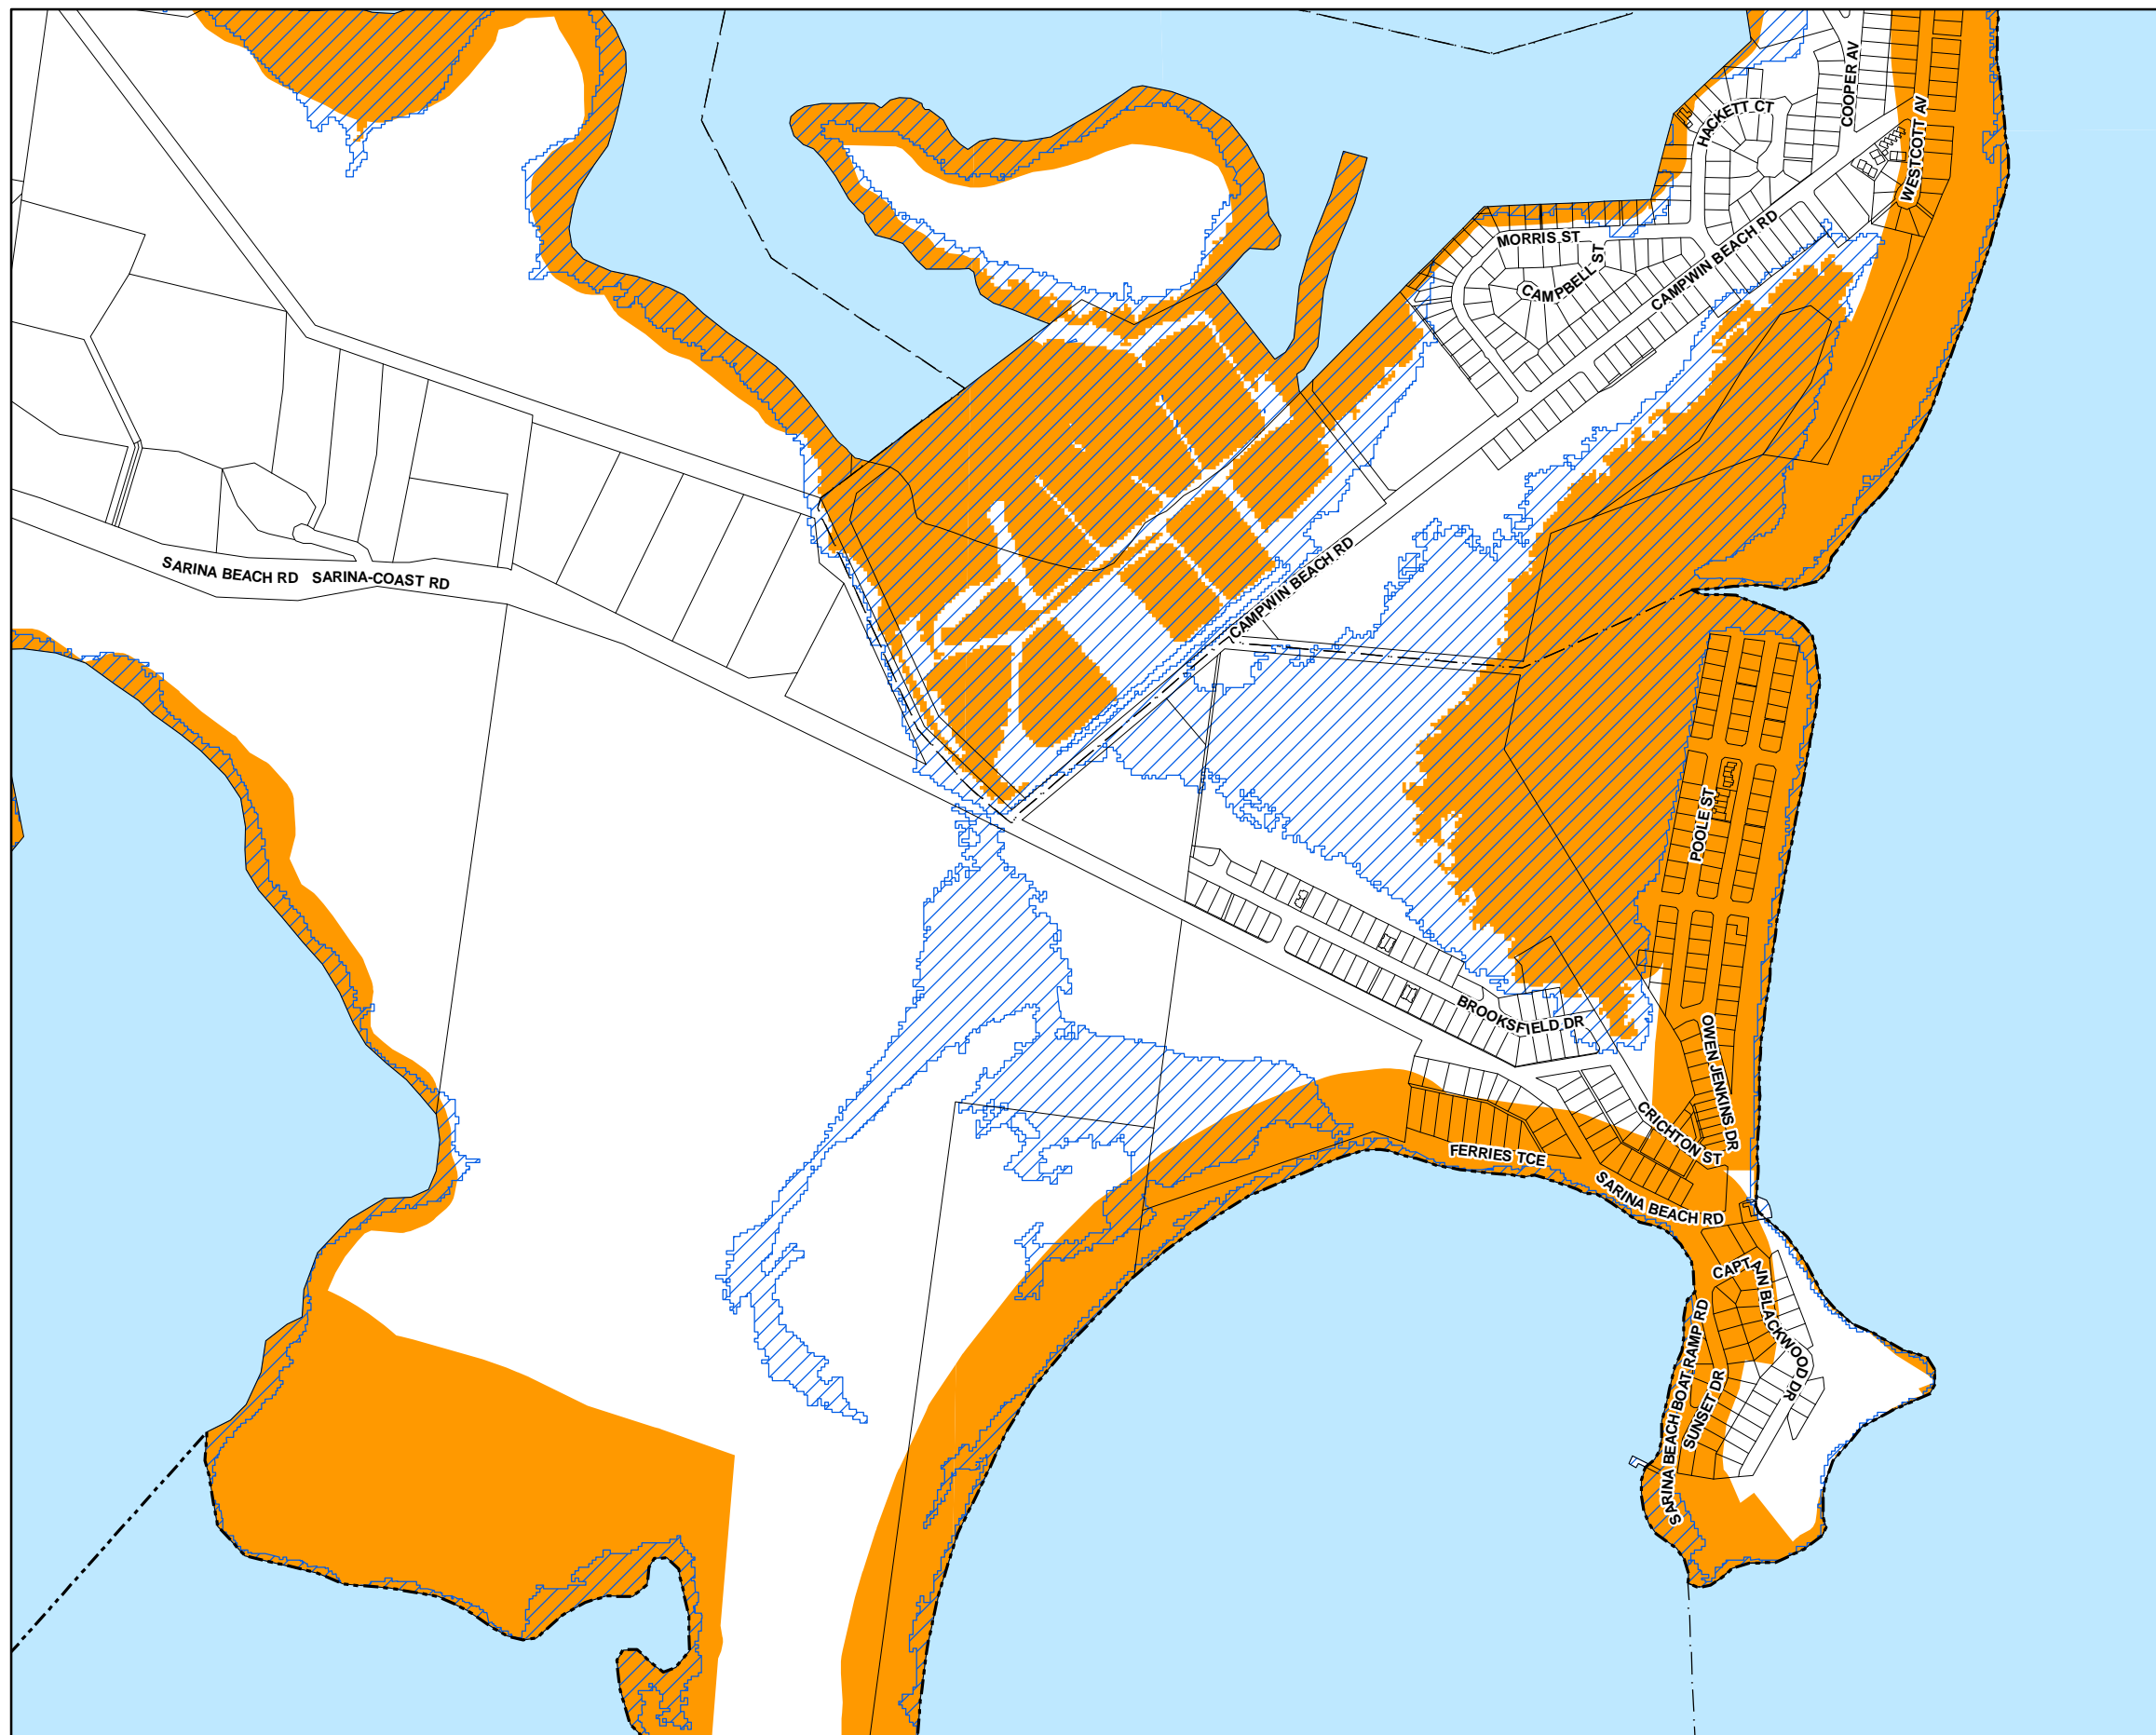 COOPER AV
HACKETT CT
WESTCOTT AV
MORRIS ST
CAMPBELL ST
CAMPWIN BEACH RD
SARINA BEACH RD SARINA-COAST RD
CAMPWIN BEACH RD
POOLE ST
BROOKSFIELD DR
OWEN JENKINS DR
CRICHTON ST
FERRIES TCE
SARINA BEACH RD
CAPTAIN BLACKWOOD DR
SARINA BEACH BOAT RAMP RD
SUNSET DR